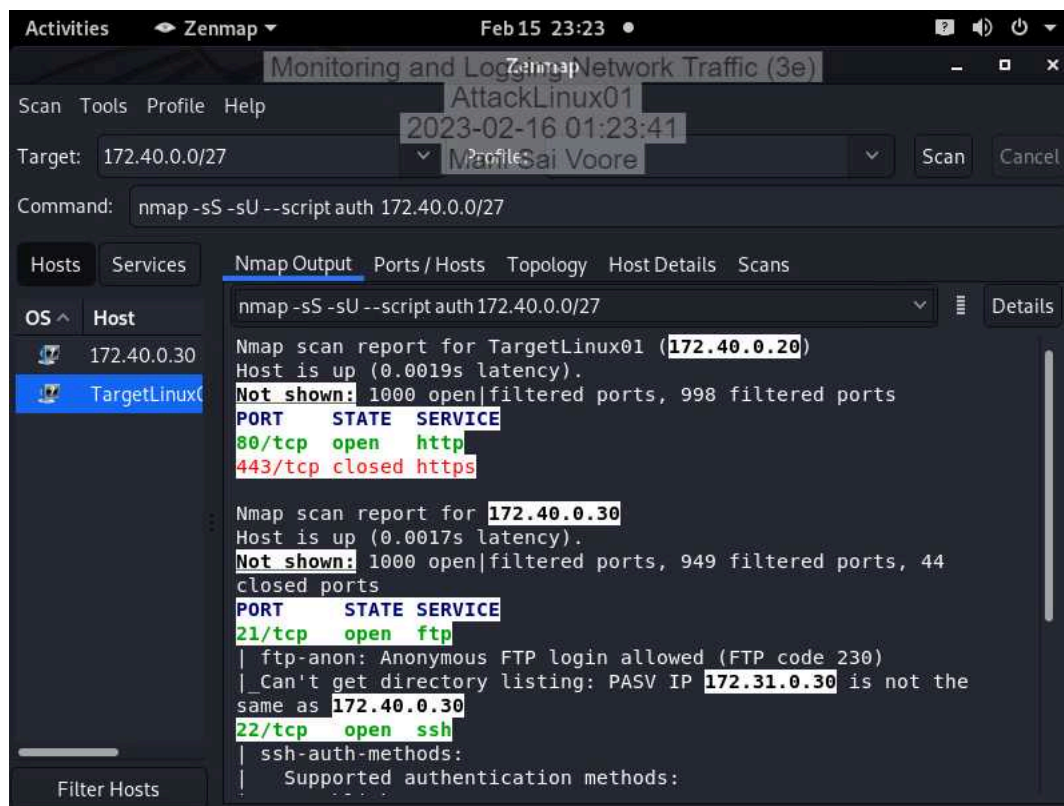 Activities Zenmap Feb 15 23:23
Zenmap
Monitoring and Logging Network Traffic (3e)
AttackLinux01
2023-02-16 01:23:41
Mani Sai Voore
Scan Tools Profile Help
Target: 172.40.0.0/27 Profile: Scan Cancel
Command: nmap -sS -sU --script auth 172.40.0.0/27
Hosts Services Nmap Output Ports / Hosts Topology Host Details Scans
nmap -sS -sU --script auth 172.40.0.0/27 Details
OS Host
172.40.0.30
Nmap scan report for TargetLinux01 (172.40.0.20)
Host is up (0.0019s latency).
TargetLinux0
Not shown: 1000 open|filtered ports, 998 filtered ports
PORT STATE SERVICE
80/tcp open http
443/tcp closed https
Nmap scan report for 172.40.0.30
Host is up (0.0017s latency).
Not shown: 1000 open|filtered ports, 949 filtered ports, 44
closed ports
PORT STATE SERVICE
21/tcp open ftp
| ftp-anon: Anonymous FTP login allowed (FTP code 230)
|_Can't get directory listing: PASV IP 172.31.0.30 is not the
same as 172.40.0.30
22/tcp open ssh
| ssh-auth-methods:
| Supported authentication methods:
Filter Hosts